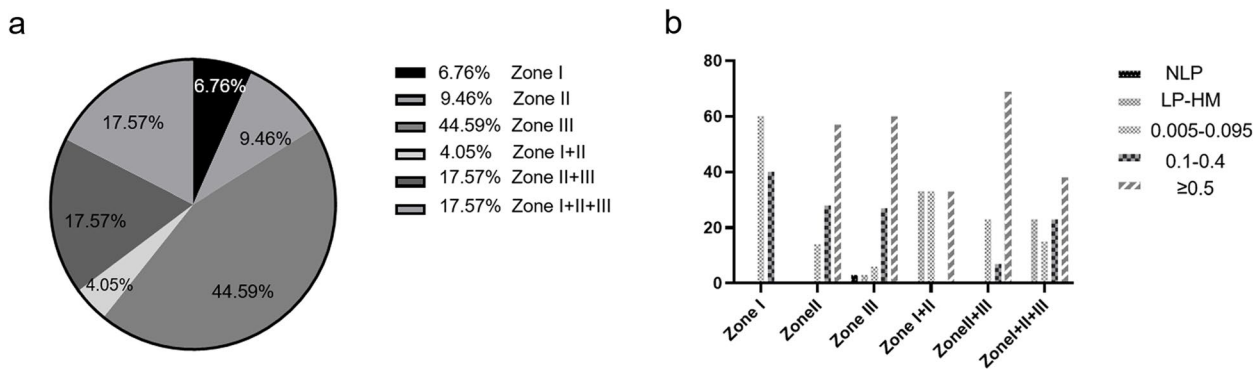 a
6.76%
9.46%
44.59%
4.05%
17.57%
17.57%
6.76% Zone I
9.46% Zone II
44.59% Zone III
4.05% Zone I+II
17.57% Zone II+III
17.57% Zone I+II+III
b
80
60
40
20
0
Zone I
ZoneII
Zone III
Zone I+II
ZoneII+III
ZoneI+II+III
NLP
LP-HM
0.005-0.095
0.1-0.4
≥0.5